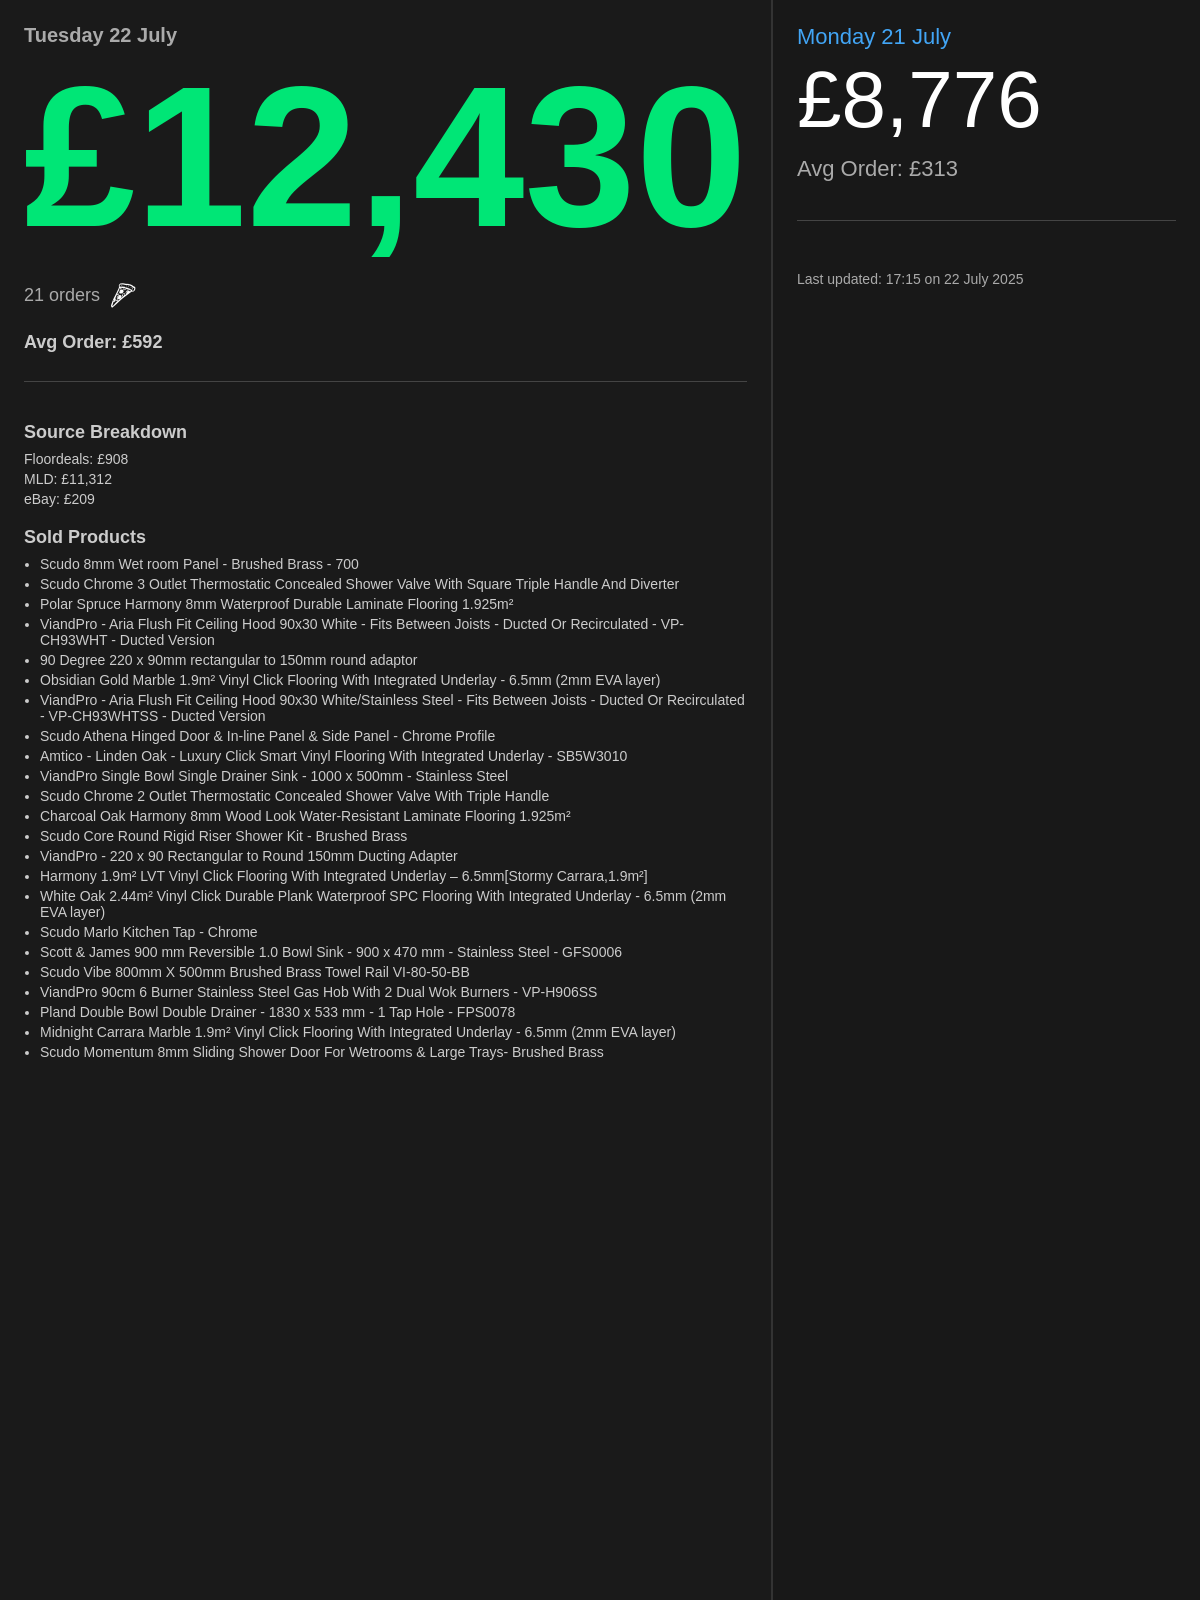 Tuesday 22 July
£12,430
21 orders
Avg Order: £592
Source Breakdown
Floordeals: £908
MLD: £11,312
eBay: £209
Sold Products
• Scudo 8mm Wet room Panel - Brushed Brass - 700
• Scudo Chrome 3 Outlet Thermostatic Concealed Shower Valve With Square Triple Handle And Diverter
• Polar Spruce Harmony 8mm Waterproof Durable Laminate Flooring 1.925m²
• ViandPro - Aria Flush Fit Ceiling Hood 90x30 White - Fits Between Joists - Ducted Or Recirculated - VP-
CH93WHT - Ducted Version
• 90 Degree 220 x 90mm rectangular to 150mm round adaptor
• Obsidian Gold Marble 1.9m² Vinyl Click Flooring With Integrated Underlay - 6.5mm (2mm EVA layer)
• ViandPro - Aria Flush Fit Ceiling Hood 90x30 White/Stainless Steel - Fits Between Joists - Ducted Or Recirculated
- VP-CH93WHTSS - Ducted Version
• Scudo Athena Hinged Door & In-line Panel & Side Panel - Chrome Profile
• Amtico - Linden Oak - Luxury Click Smart Vinyl Flooring With Integrated Underlay - SB5W3010
• ViandPro Single Bowl Single Drainer Sink - 1000 x 500mm - Stainless Steel
• Scudo Chrome 2 Outlet Thermostatic Concealed Shower Valve With Triple Handle
• Charcoal Oak Harmony 8mm Wood Look Water-Resistant Laminate Flooring 1.925m²
• Scudo Core Round Rigid Riser Shower Kit - Brushed Brass
• ViandPro - 220 x 90 Rectangular to Round 150mm Ducting Adapter
• Harmony 1.9m² LVT Vinyl Click Flooring With Integrated Underlay – 6.5mm[Stormy Carrara,1.9m²]
• White Oak 2.44m² Vinyl Click Durable Plank Waterproof SPC Flooring With Integrated Underlay - 6.5mm (2mm
EVA layer)
• Scudo Marlo Kitchen Tap - Chrome
• Scott & James 900 mm Reversible 1.0 Bowl Sink - 900 x 470 mm - Stainless Steel - GFS0006
• Scudo Vibe 800mm X 500mm Brushed Brass Towel Rail VI-80-50-BB
• ViandPro 90cm 6 Burner Stainless Steel Gas Hob With 2 Dual Wok Burners - VP-H906SS
• Pland Double Bowl Double Drainer - 1830 x 533 mm - 1 Tap Hole - FPS0078
• Midnight Carrara Marble 1.9m² Vinyl Click Flooring With Integrated Underlay - 6.5mm (2mm EVA layer)
• Scudo Momentum 8mm Sliding Shower Door For Wetrooms & Large Trays- Brushed Brass
Monday 21 July
£8,776
Avg Order: £313
Last updated: 17:15 on 22 July 2025